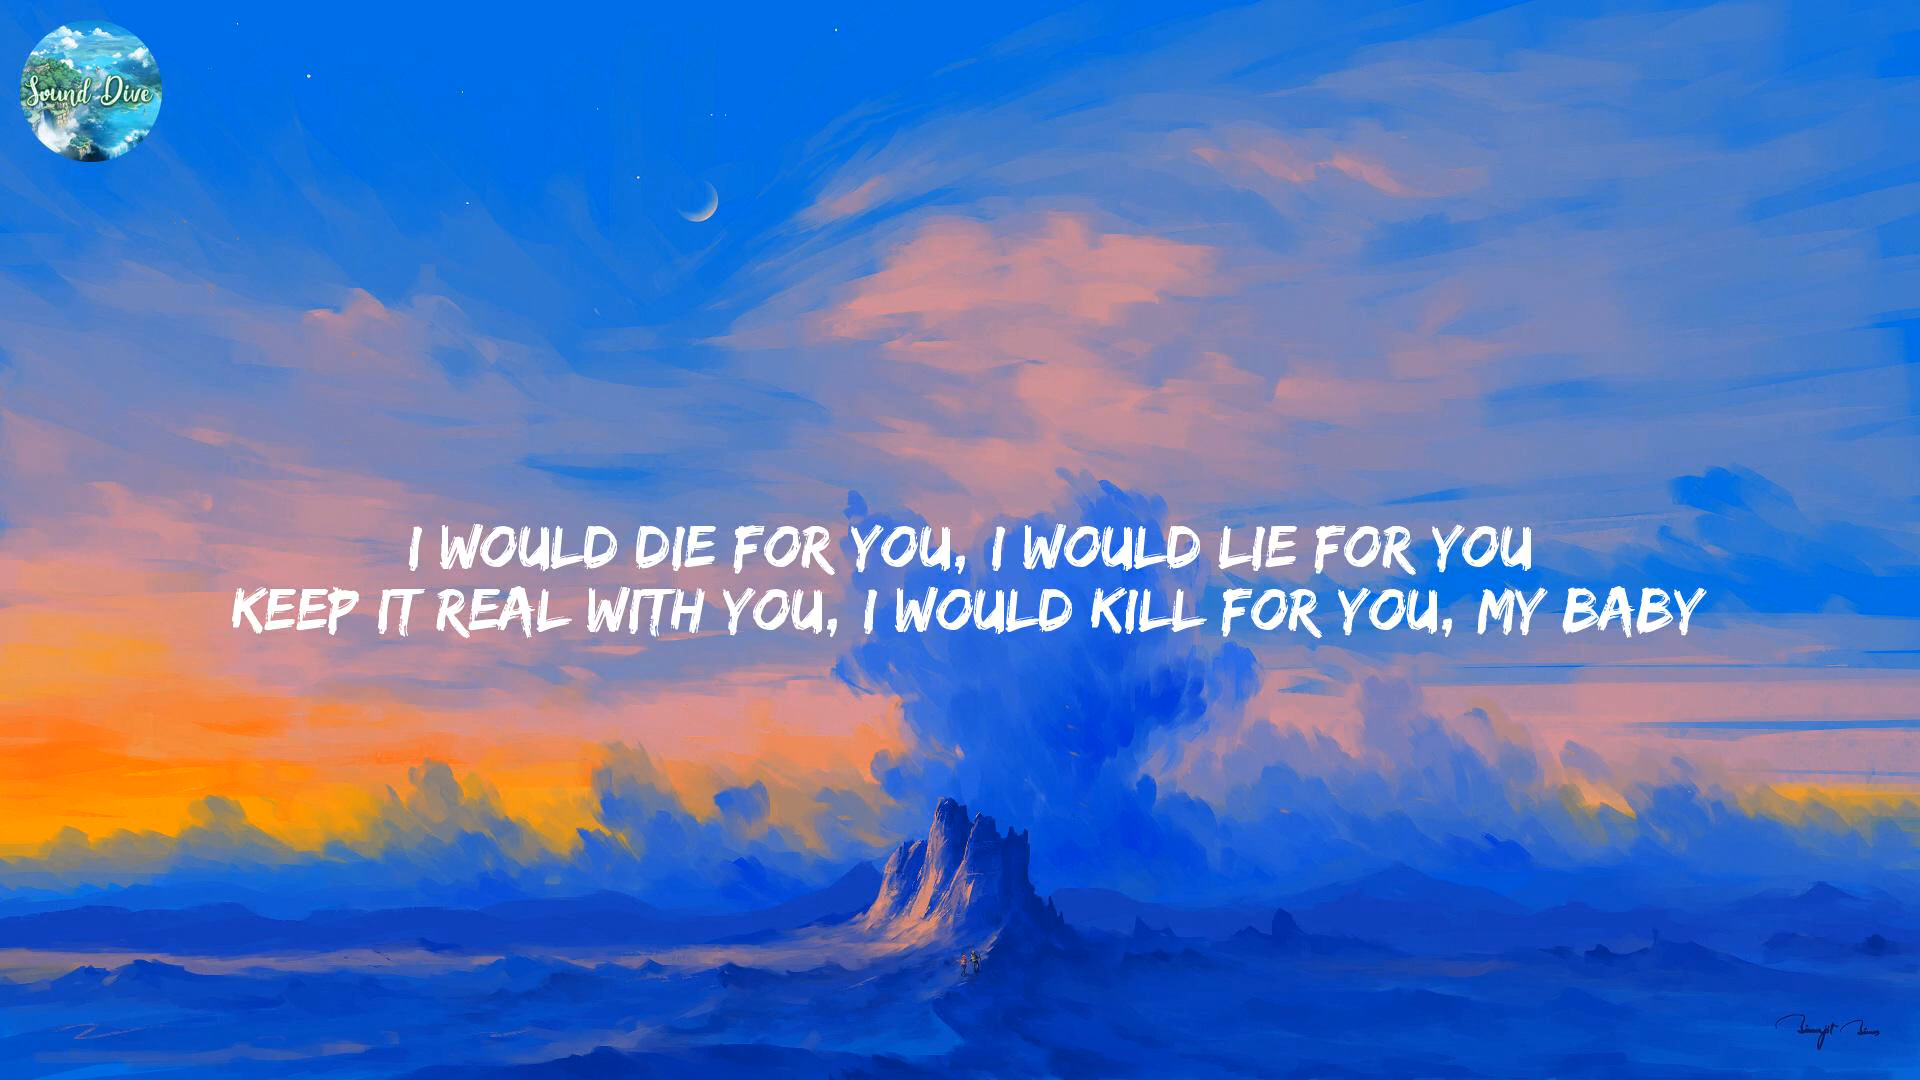 Sound Dive
I WOULD DIE FOR YOU, I WOULD LIE FOR YOU
KEEP IT REAL WITH YOU, I WOULD KILL FOR YOU, MY BABY